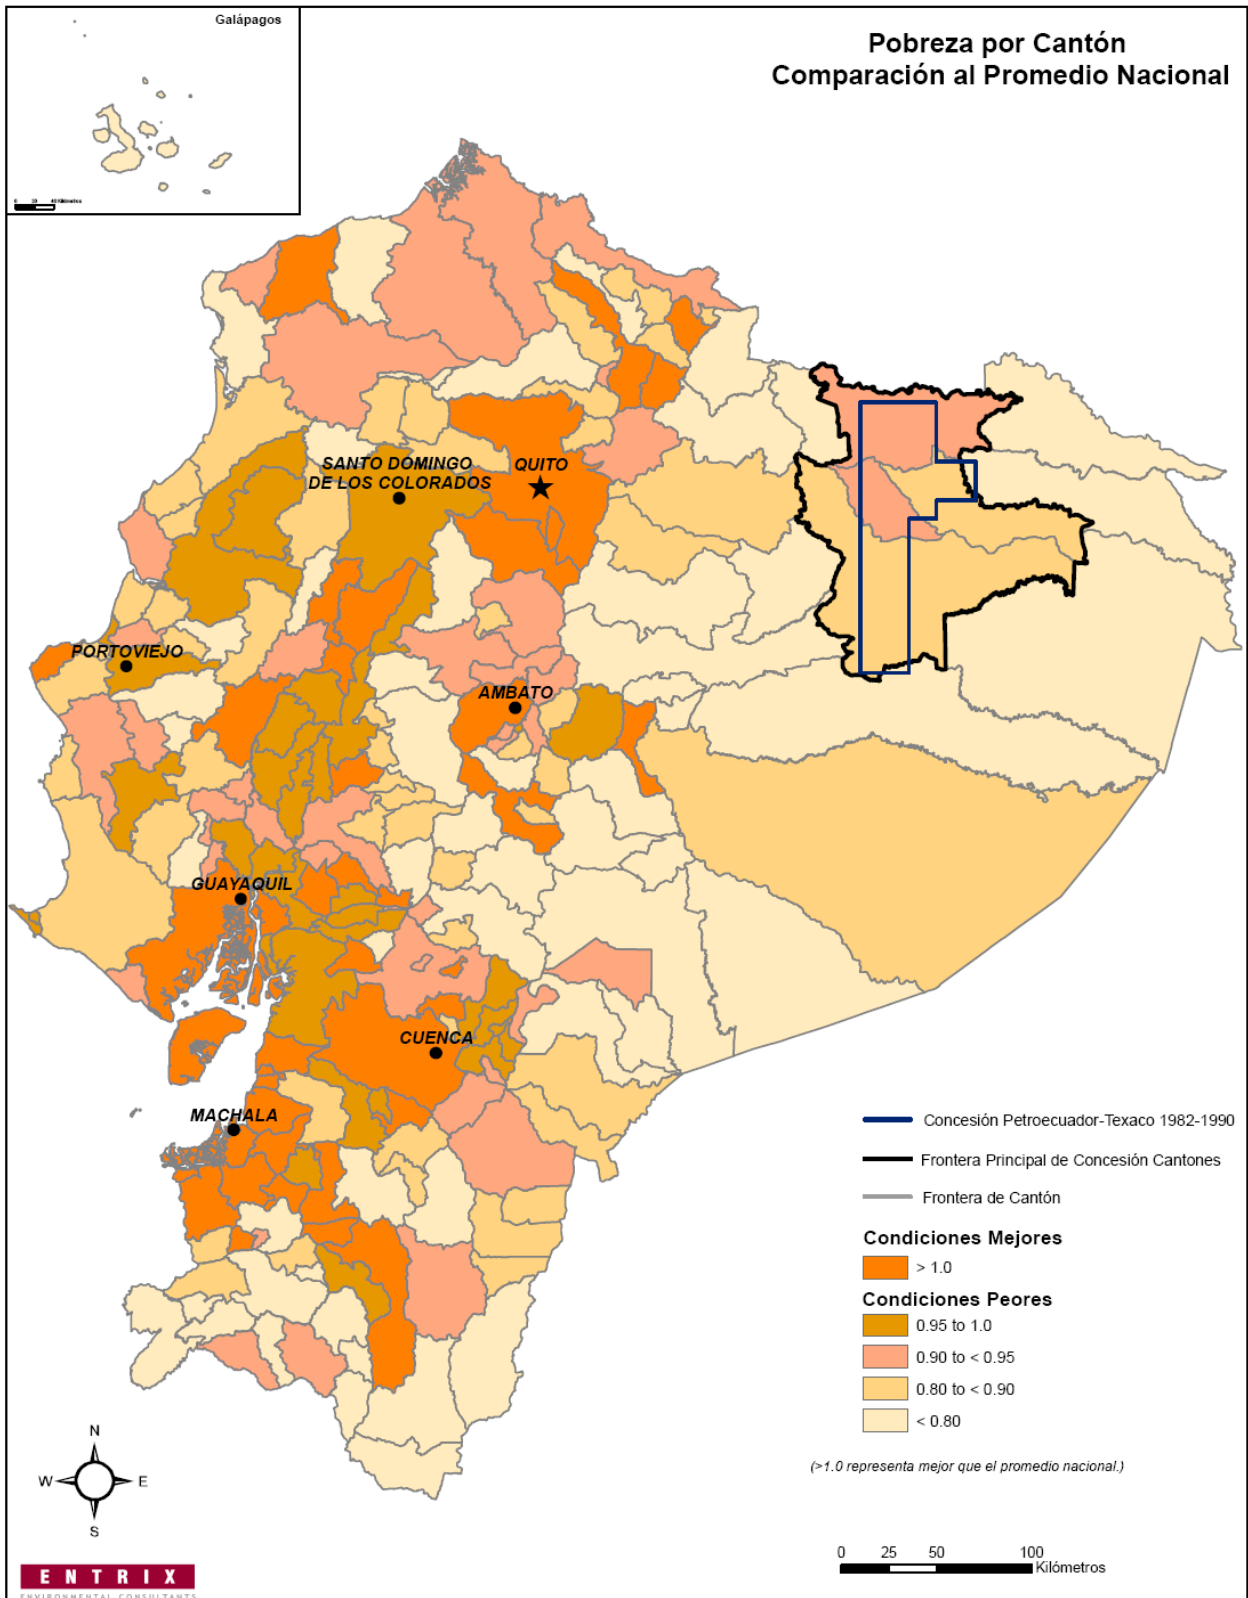 Galápagos
Pobreza por Cantón
Comparación al Promedio Nacional
SANTO DOMINGO
DE LOS COLORADOS
QUITO
PORTOVIEJO
AMBATO
GUAYAQUIL
CUENCA
MACHALA
Concesión Petroecuador-Texaco 1982-1990
Frontera Principal de Concesión Cantones
Frontera de Cantón
Condiciones Mejores
> 1.0
Condiciones Peores
0.95 to 1.0
0.90 to < 0.95
0.80 to < 0.90
< 0.80
(>1.0 representa mejor que el promedio nacional.)
N
W E
S
0 25 50 100
Kilómetros
ENTRIX
ENVIRONMENTAL CONSULTANTS